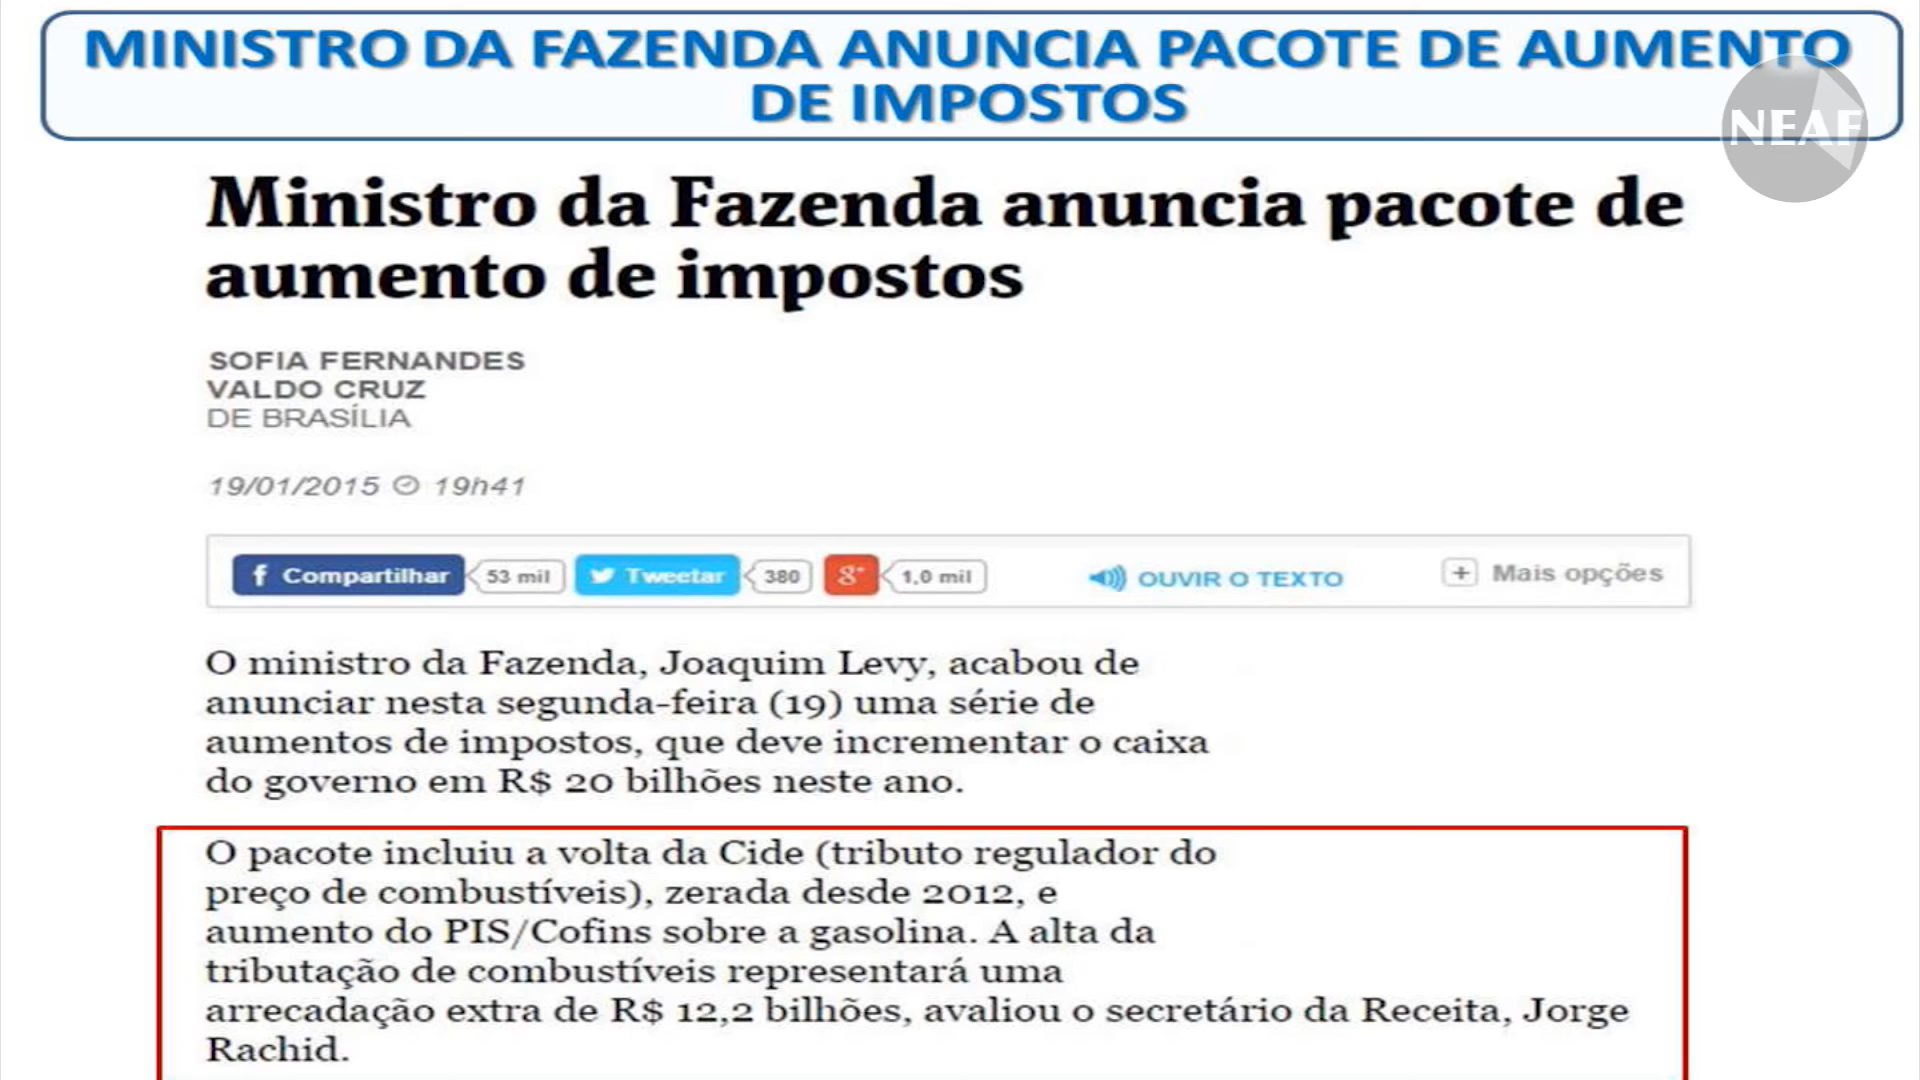 MINISTRO DA FAZENDA ANUNCIA PACOTE DE AUMENTO
DE IMPOSTOS
NEAF
Ministro da Fazenda anuncia pacote de
aumento de impostos
SOFIA FERNANDES
VALDO CRUZ
DE BRASÍLIA
19/01/2015 19h41
f Compartilhar 53 mil Tweetar 380 g+ 1,0 mil OUVIR O TEXTO + Mais opções
O ministro da Fazenda, Joaquim Levy, acabou de
anunciar nesta segunda-feira (19) uma série de
aumentos de impostos, que deve incrementar o caixa
do governo em R$ 20 bilhões neste ano.
O pacote incluiu a volta da Cide (tributo regulador do
preço de combustíveis), zerada desde 2012, e
aumento do PIS/Cofins sobre a gasolina. A alta da
tributação de combustíveis representará uma
arrecadação extra de R$ 12,2 bilhões, avaliou o secretário da Receita, Jorge
Rachid.